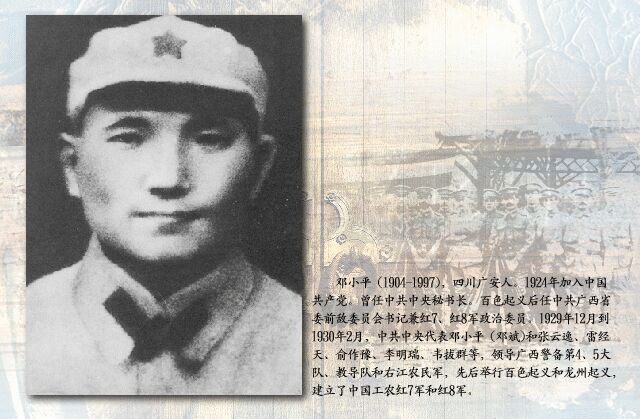 邓小平 (1904-1997)，四川广安人。1924年加入中国
共产党。曾任中共中央秘书长。百色起义后任中共广西省
委前敌委员会书记兼红7、红8军政治委员。1929年12月到
1930年2月，中共中央代表邓小平 (邓斌)和张云逸、雷经
天、俞作豫、李明瑞、韦拔群等，领导广西警备第4、5大
队、教导队和右江农民军，先后举行百色起义和龙州起义，
建立了中国工农红7军和红8军。